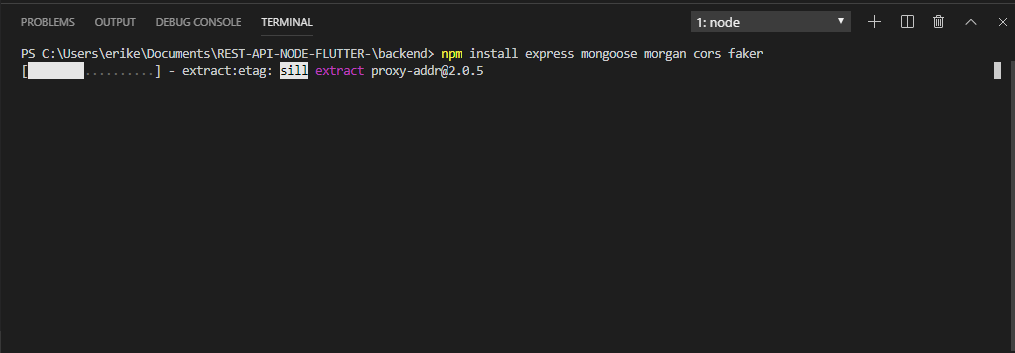 PROBLEMS OUTPUT DEBUG CONSOLE TERMINAL 1: node
PS C:\Users\erike\Documents\REST-API-NODE-FLUTTER-\backend> npm install express mongoose morgan cors faker
[        ..........] - extract:etag: sill extract proxy-addr@2.0.5